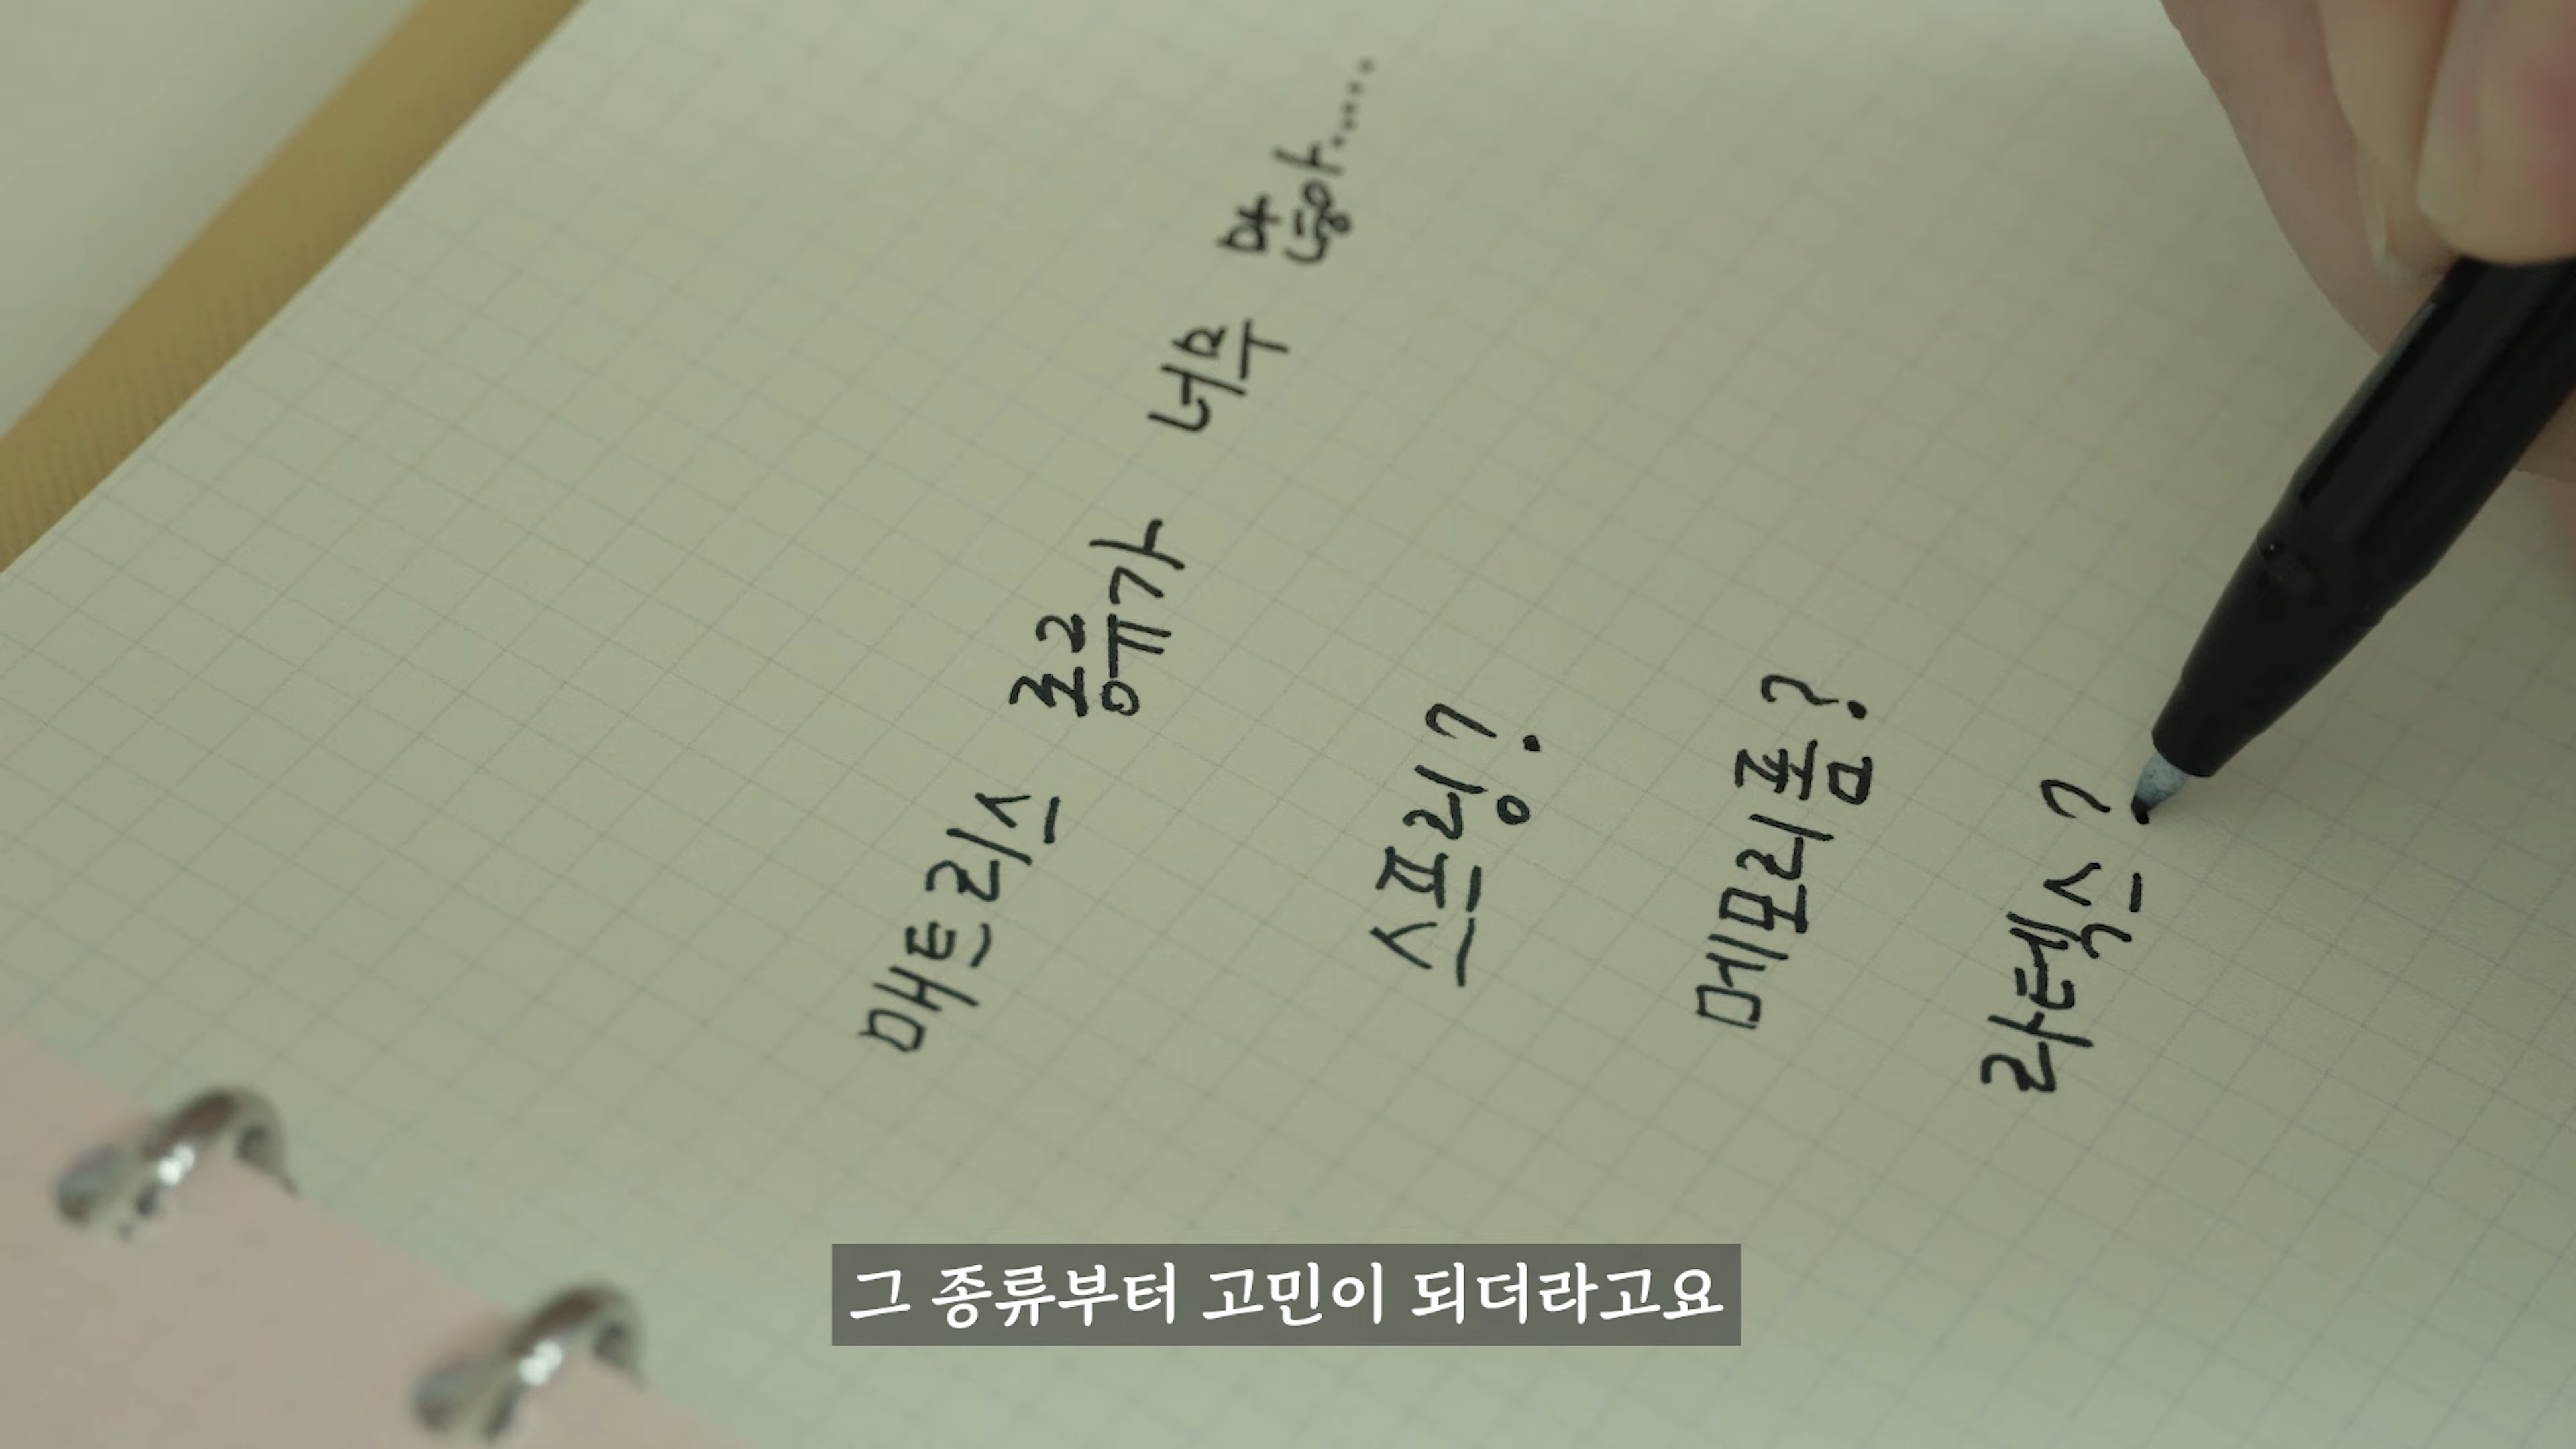 매트리스 종류가 너무 많아.....
스프링?
메모리폼?
라텍스?
그 종류부터 고민이 되더라고요